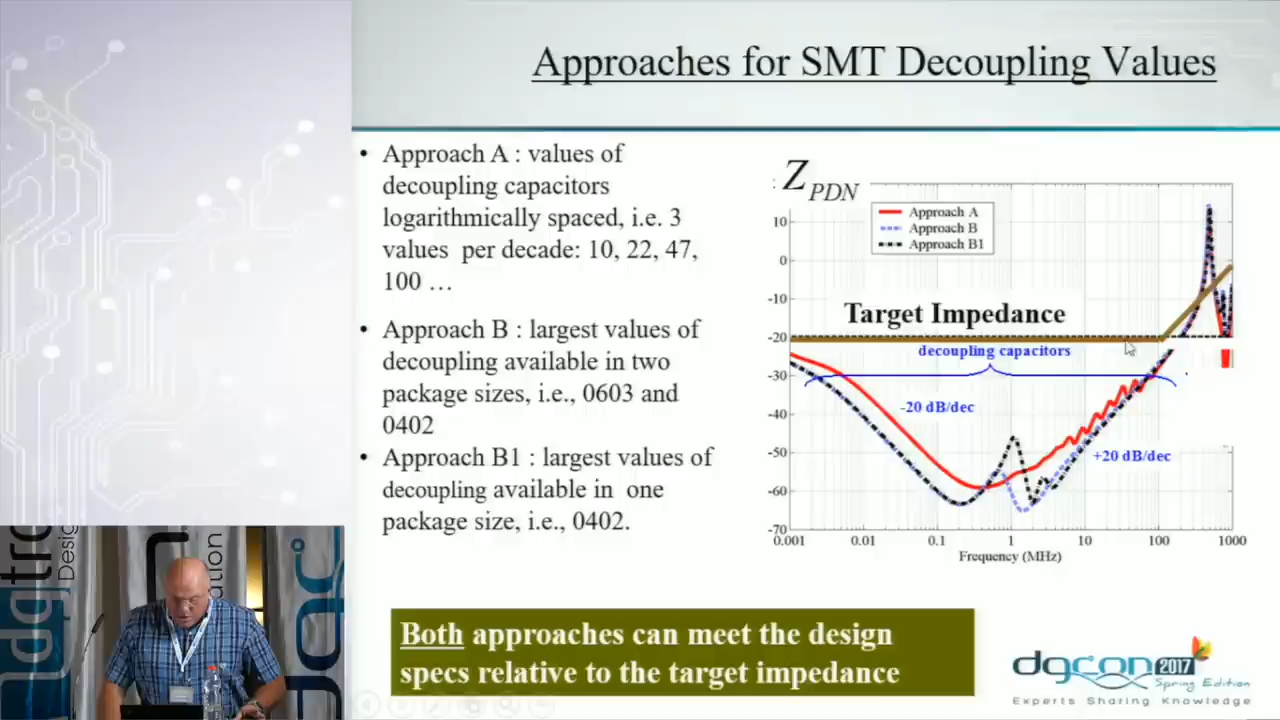 Approaches for SMT Decoupling Values
• Approach A : values of
decoupling capacitors
logarithmically spaced, i.e. 3
values per decade: 10, 22, 47,
100 …
• Approach B : largest values of
decoupling available in two
package sizes, i.e., 0603 and
0402
• Approach B1 : largest values of
decoupling available in one
package size, i.e., 0402.
Z PDN
Approach A
Approach B
Approach B1
10
0
-10
-20
-30
-40
-50
-60
-70
Target Impedance
decoupling capacitors
-20 dB/dec
+20 dB/dec
0.001 0.01 0.1 1 10 100 1000
Frequency (MHz)
Both approaches can meet the design
specs relative to the target impedance
dgcon 2017
Spring Edition
Experts Sharing Knowledge
Desig